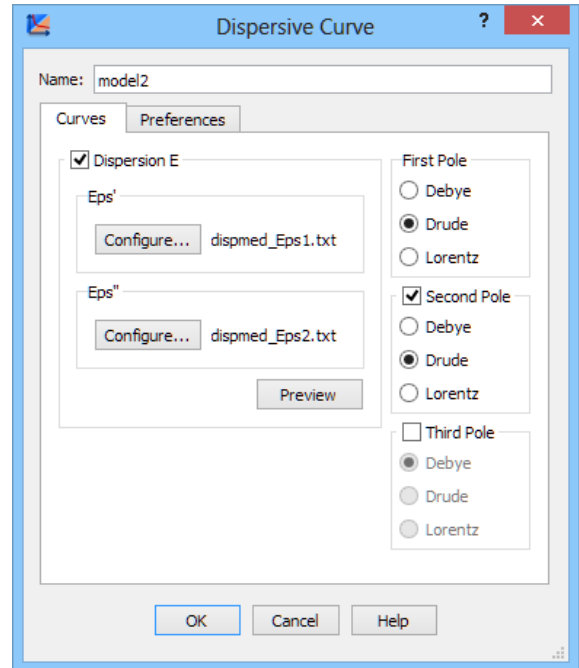 Dispersive Curve
?
x
Name: model2
Curves
Preferences
Dispersion E
Eps'
Configure...
dispmed_Eps1.txt
Eps"
Configure...
dispmed_Eps2.txt
Preview
First Pole
Debye
Drude
Lorentz
Second Pole
Debye
Drude
Lorentz
Third Pole
Debye
Drude
Lorentz
OK
Cancel
Help